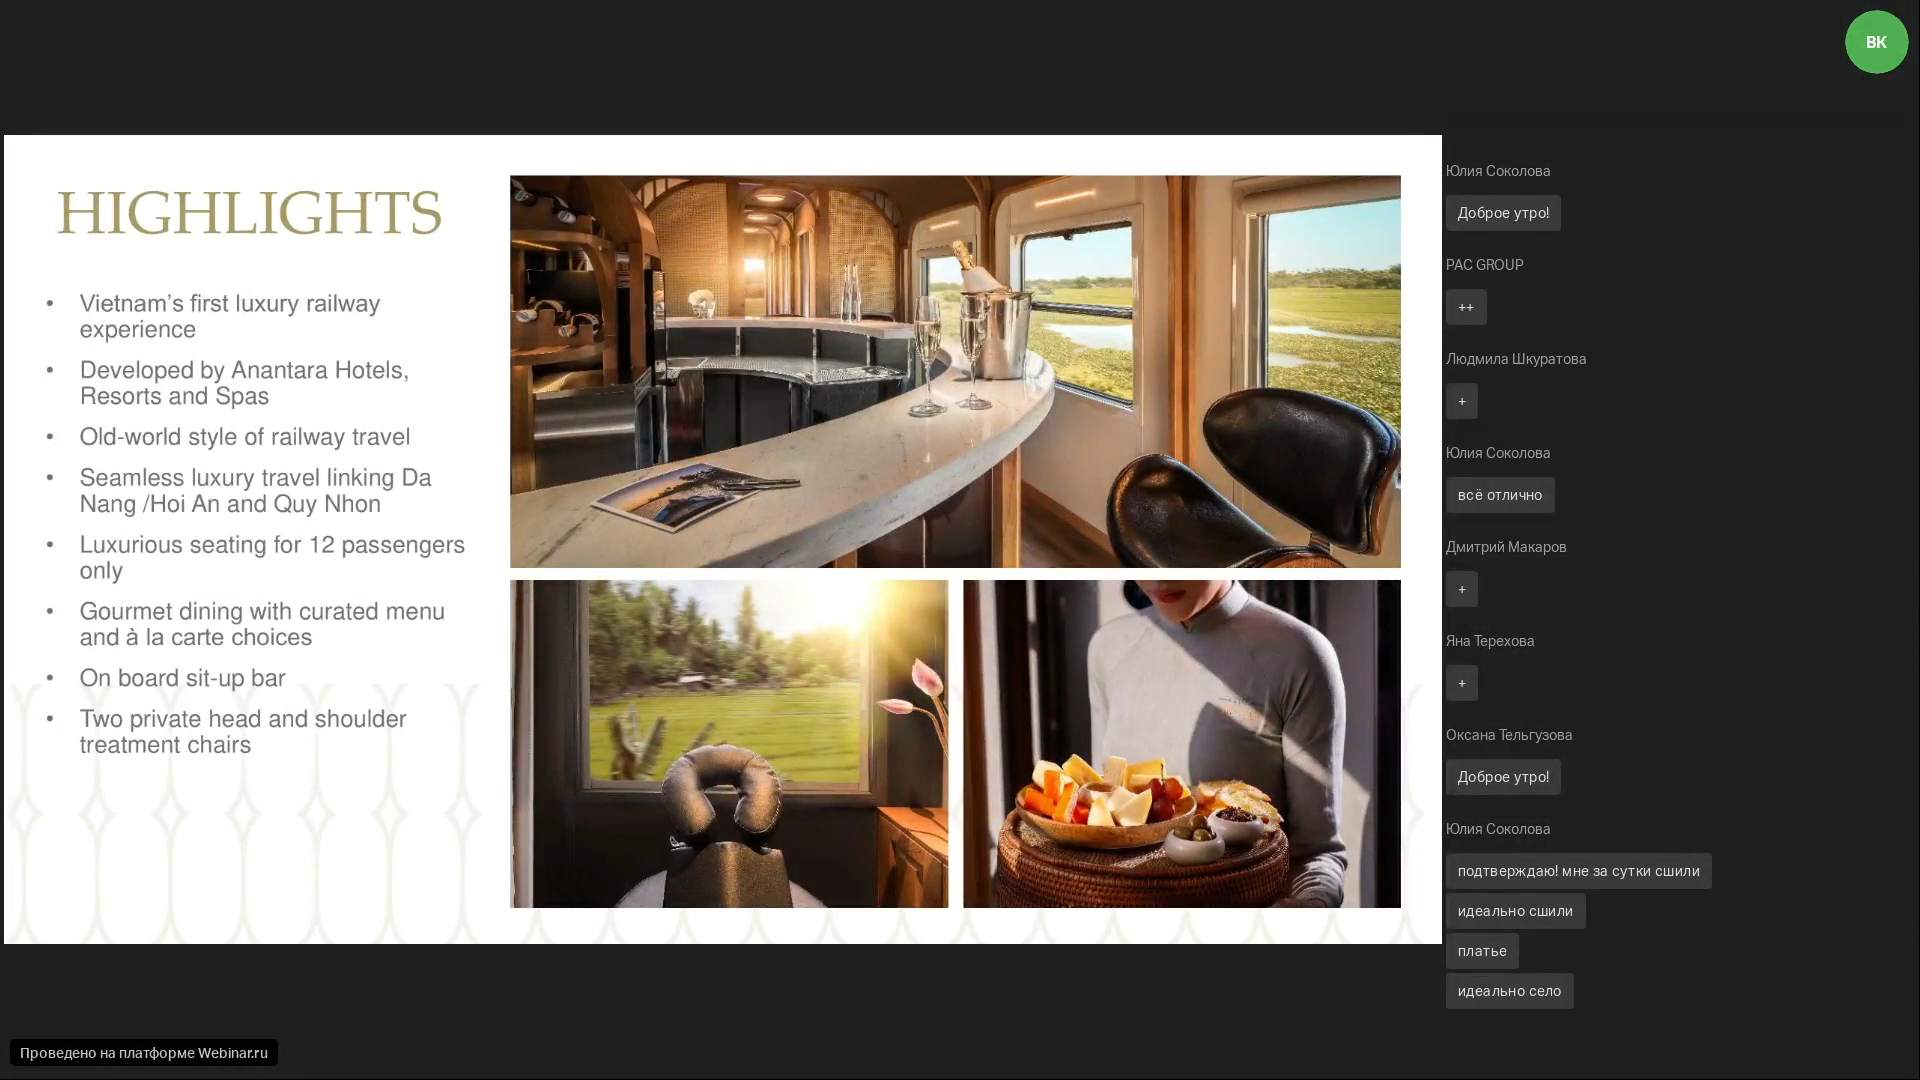 ВК
HIGHLIGHTS
• Vietnam’s first luxury railway
experience
• Developed by Anantara Hotels,
Resorts and Spas
• Old-world style of railway travel
• Seamless luxury travel linking Da
Nang /Hoi An and Quy Nhon
• Luxurious seating for 12 passengers
only
• Gourmet dining with curated menu
and à la carte choices
• On board sit-up bar
• Two private head and shoulder
treatment chairs
Юлия Соколова
Доброе утро!
PAC GROUP
++
Людмила Шкуратова
+
Юлия Соколова
всё отлично
Дмитрий Макаров
+
Яна Терехова
+
Оксана Тельгузова
Доброе утро!
Юлия Соколова
подтверждаю! мне за сутки сшили
идеально сшили
платье
идеально село
Проведено на платформе Webinar.ru